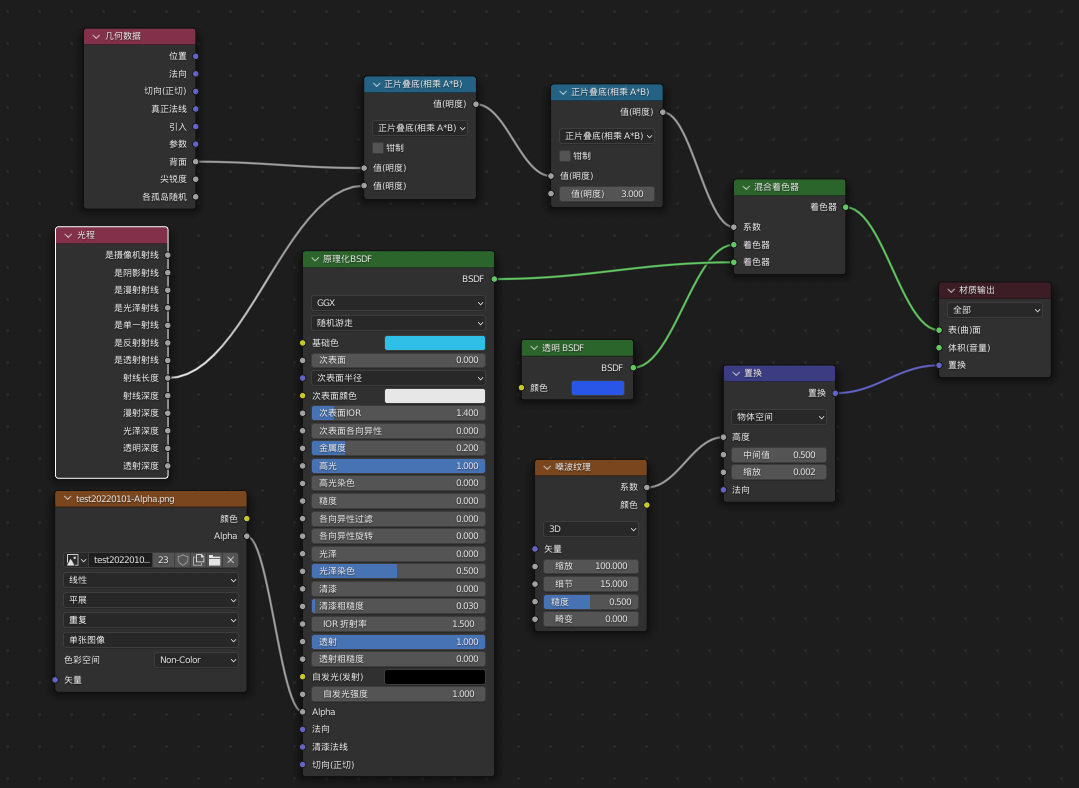 几何数据
位置
法向
切向(正切)
真正法线
引入
参数
背面
尖锐度
各孤岛随机
光程
是摄像机射线
是阴影射线
是漫射射线
是光泽射线
是单一射线
是反射射线
是透射射线
射线长度
射线深度
漫射深度
光泽深度
透明深度
透射深度
test20220101-Alpha.png
颜色
Alpha
test2022010... 23
线性
平展
重复
单张图像
色彩空间 Non-Color
矢量
正片叠底(相乘 A*B)
值(明度)
正片叠底(相乘 A*B)
钳制
值(明度)
值(明度)
正片叠底(相乘 A*B)
值(明度)
正片叠底(相乘 A*B)
钳制
值(明度)
值(明度) 3.000
原理化BSDF
BSDF
GGX
随机游走
基础色
次表面 0.000
次表面半径
次表面颜色
次表面IOR 1.400
次表面各向异性 0.000
金属度 0.200
高光 1.000
高光染色 0.000
糙度 0.000
各向异性过滤 0.000
各向异性旋转 0.000
光泽 0.000
光泽染色 0.500
清漆 0.000
清漆粗糙度 0.030
IOR 折射率 1.500
透射 1.000
透射粗糙度 0.000
自发光(发射)
自发光强度 1.000
Alpha
法向
清漆法线
切向(正切)
透明 BSDF
BSDF
颜色
噪波纹理
系数
颜色
3D
矢量
缩放 100.000
细节 15.000
糙度 0.500
畸变 0.000
混合着色器
着色器
系数
着色器
着色器
置换
置换
物体空间
高度
中间值 0.500
缩放 0.002
法向
材质输出
全部
表(曲)面
体积(音量)
置换